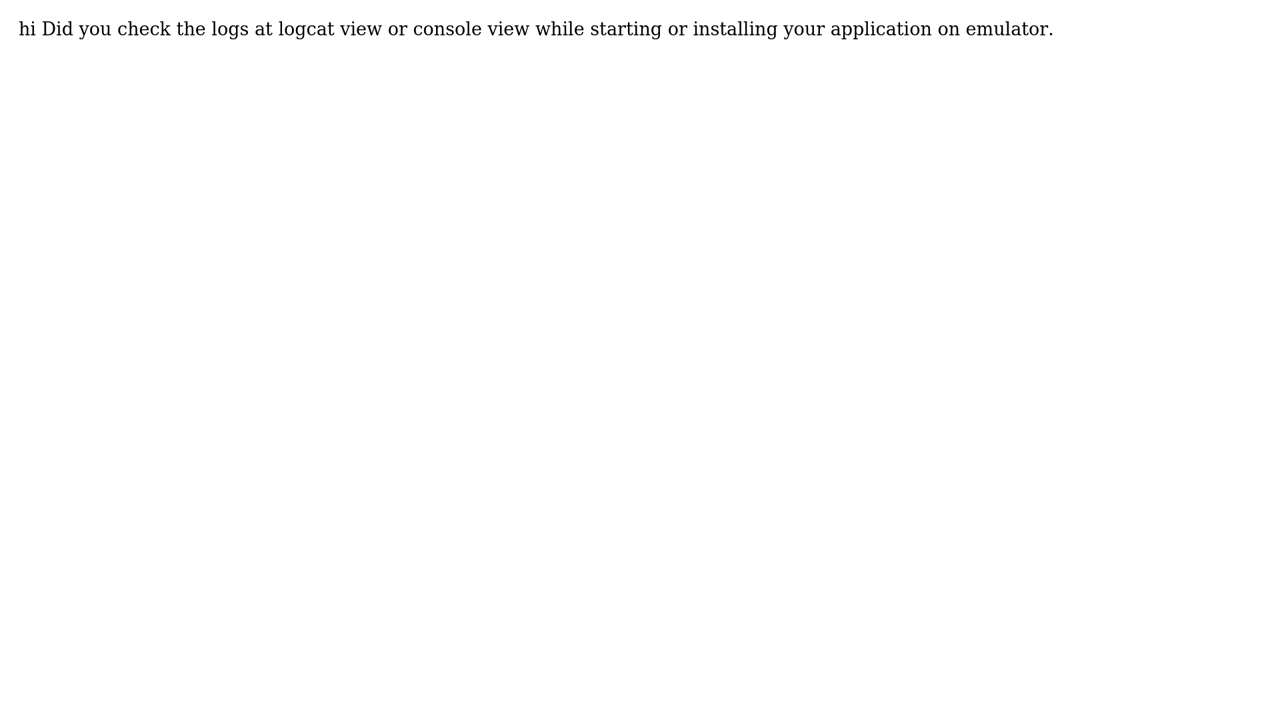 hi Did you check the logs at logcat view or console view while starting or installing your application on emulator.